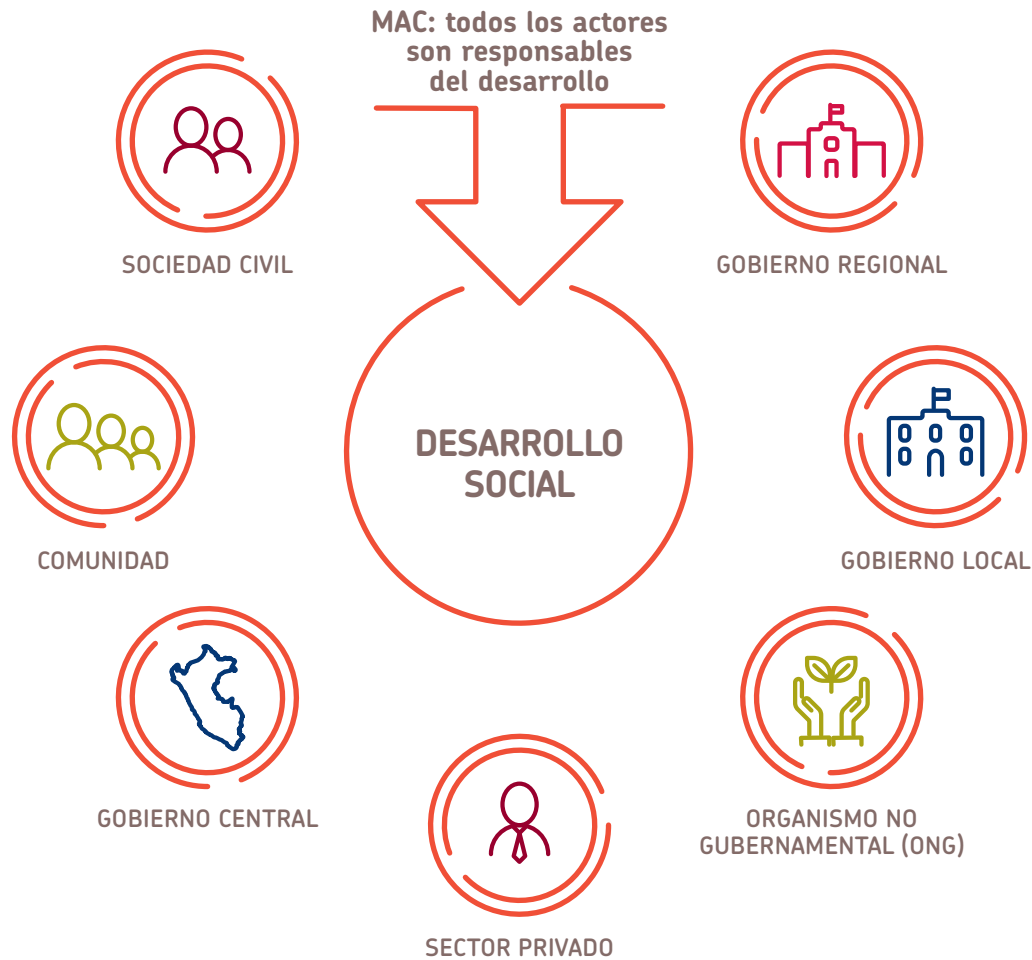 MAC: todos los actores
son responsables
del desarrollo
SOCIEDAD CIVIL
GOBIERNO REGIONAL
DESARROLLO
SOCIAL
COMUNIDAD
GOBIERNO LOCAL
GOBIERNO CENTRAL
ORGANISMO NO
GUBERNAMENTAL (ONG)
SECTOR PRIVADO